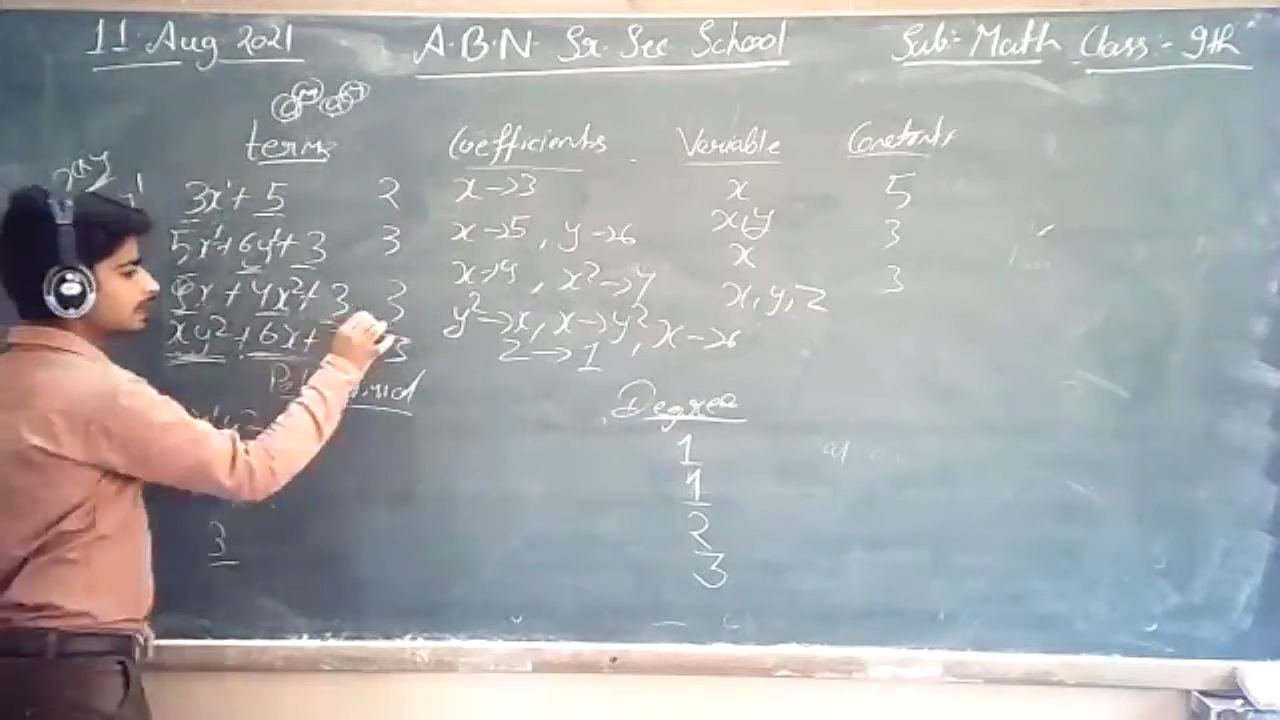 11 Aug 2021 A.B.N. Sr. Sec School Sub:- Math Class:- 9th
terms Coefficients Variable Constants
3x¹ + 5 2 x→3 x 5
5x¹+6y¹+3 3 x→5, y→6 x,y 3
x + 4x²+3 3 x→4, x²→4 x 3
xy²+6x+ 3 y²→x, x→y², x→6 x,y,z
z→1
Degree
1
1
2
3 3